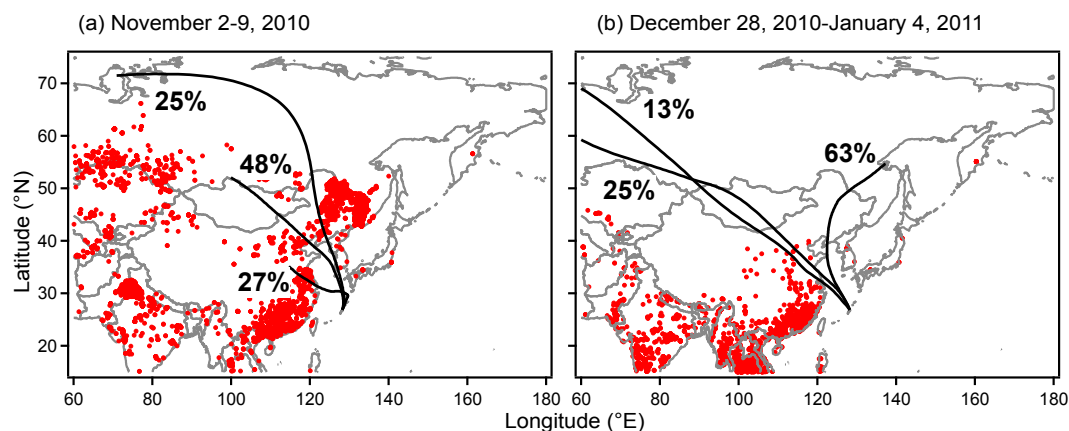 (a) November 2-9, 2010
(b) December 28, 2010-January 4, 2011
Latitude (°N)
70
60
50
40
30
20
25%
48%
27%
13%
25%
63%
60 80 100 120 140 160 180
60 80 100 120 140 160 180
Longitude (°E)